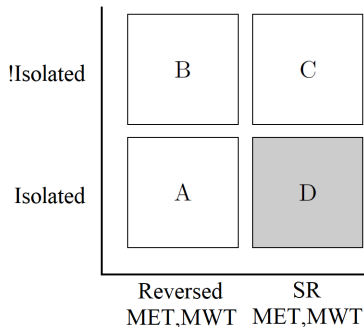 !Isolated B C
Isolated A D
Reversed SR
MET,MWT MET,MWT